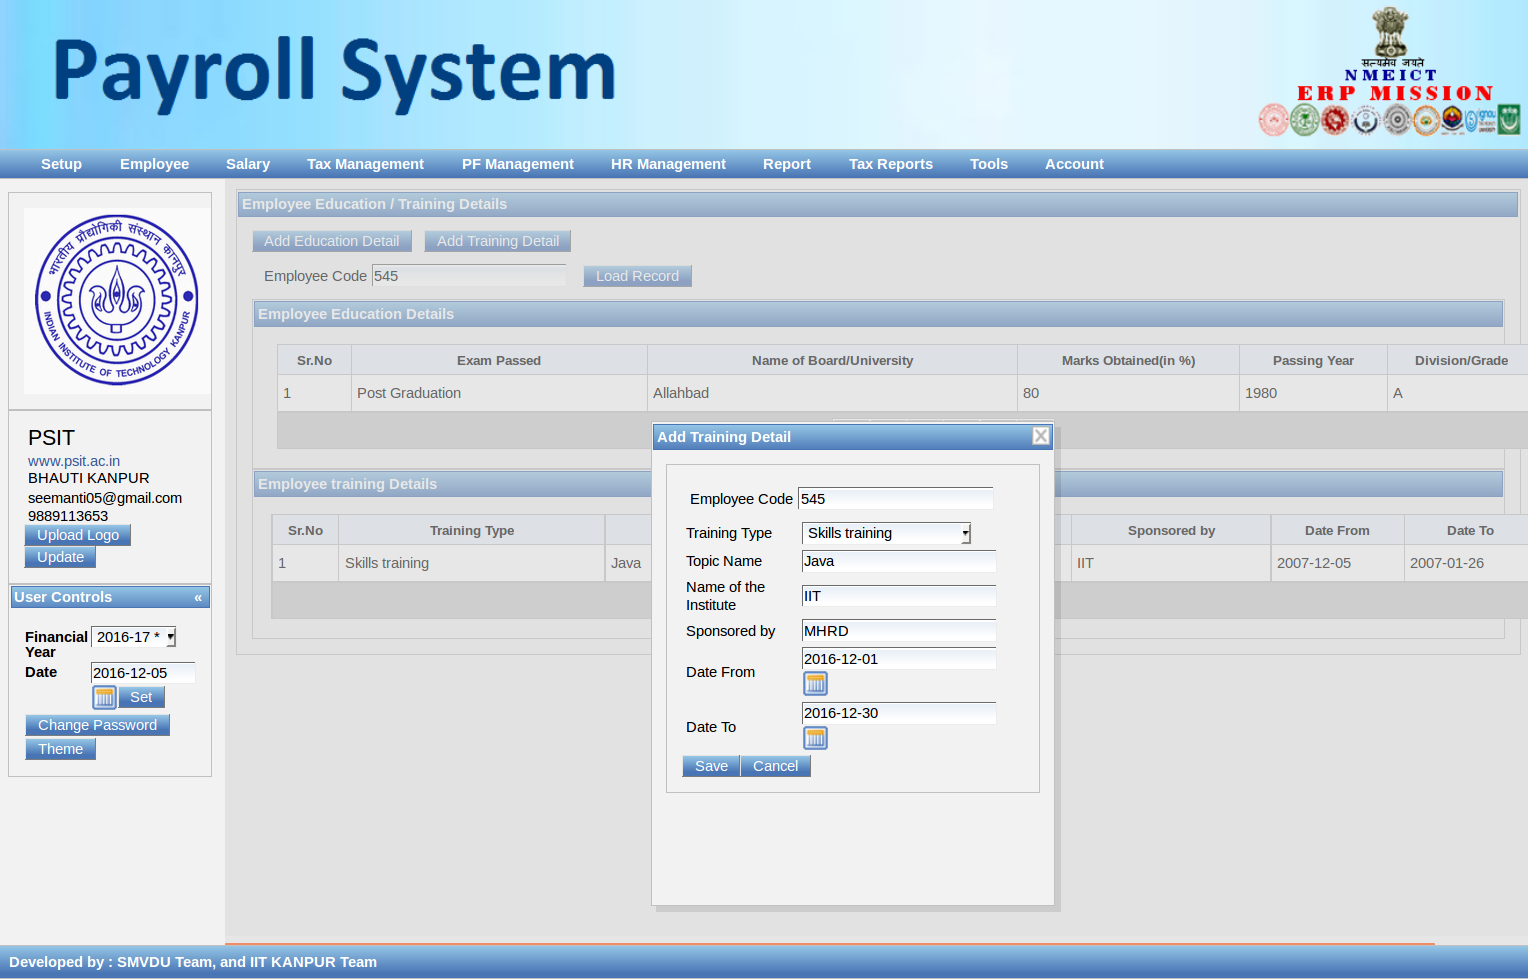 Payroll System
सत्यमेव जयते
NMEICT
ERP MISSION
ignou
Setup Employee Salary Tax Management PF Management HR Management Report Tax Reports Tools Account
भारतीय प्रौद्योगिकी संस्थान कानपुर
INDIAN INSTITUTE OF TECHNOLOGY KANPUR
PSIT
www.psit.ac.in
BHAUTI KANPUR
seemanti05@gmail.com
9889113653
Upload Logo
Update
User Controls «
Financial Year 2016-17 *
Date 2016-12-05
Set
Change Password
Theme
Employee Education / Training Details
Add Education Detail Add Training Detail
Employee Code 545 Load Record
Employee Education Details
Sr.No Exam Passed Name of Board/University Marks Obtained(in %) Passing Year Division/Grade
1 Post Graduation Allahbad 80 1980 A
Employee training Details
Sr.No Training Type Sponsored by Date From Date To
1 Skills training Java IIT 2007-12-05 2007-01-26
Add Training Detail
Employee Code 545
Training Type Skills training
Topic Name Java
Name of the
Institute IIT
Sponsored by MHRD
Date From 2016-12-01
Date To 2016-12-30
Save Cancel
Developed by : SMVDU Team, and IIT KANPUR Team